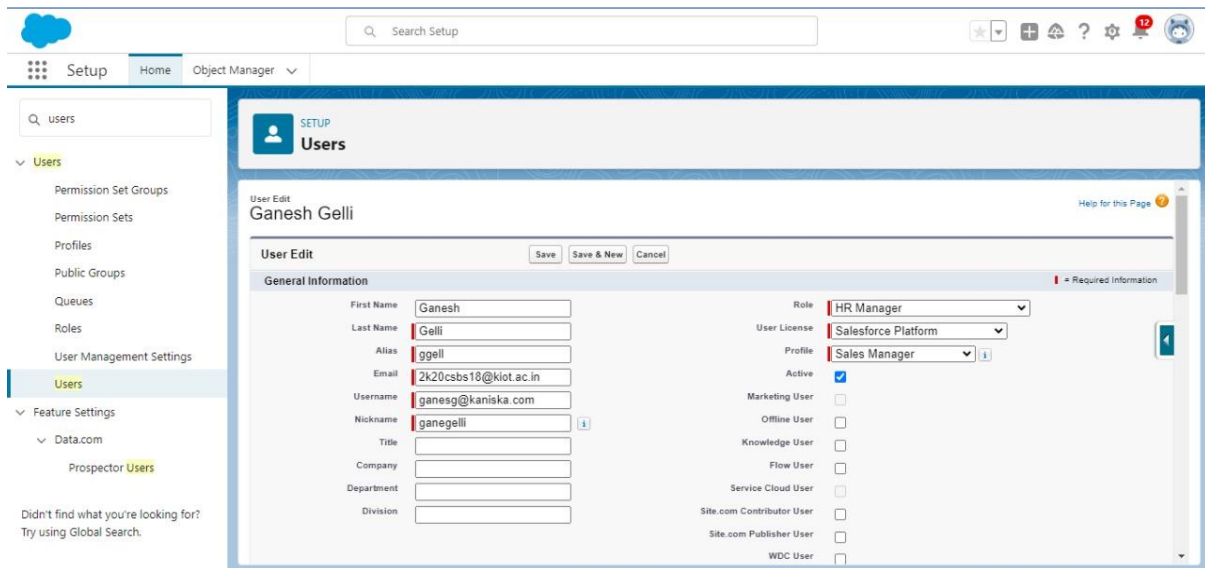 Search Setup
12
Setup
Home
Object Manager
users
Users
Permission Set Groups
Permission Sets
Profiles
Public Groups
Queues
Roles
User Management Settings
Users
Feature Settings
Data.com
Prospector Users
Didn't find what you're looking for?
Try using Global Search.
SETUP
Users
User Edit
Ganesh Gelli
Help for this Page ?
User Edit Save Save & New Cancel
General Information = Required Information
First Name Ganesh Role HR Manager
Last Name Gelli User License Salesforce Platform
Alias ggell Profile Sales Manager i
Email 2k20csbs18@kiot.ac.in Active
Username ganesg@kaniska.com Marketing User
Nickname ganegelli i Offline User
Title Knowledge User
Company Flow User
Department Service Cloud User
Division Site.com Contributor User
Site.com Publisher User
WDC User